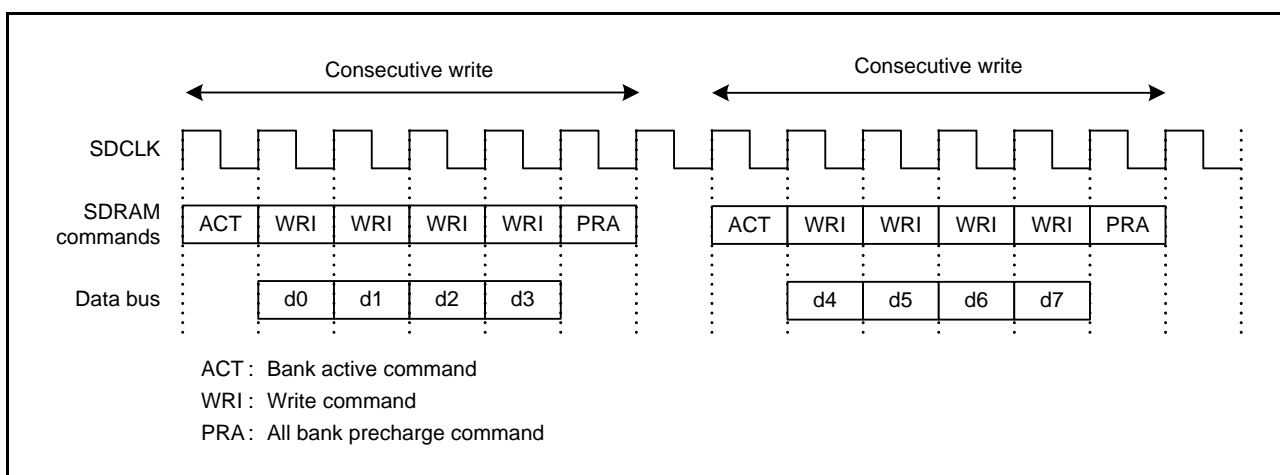 Consecutive write Consecutive write
SDCLK
SDRAM
commands
ACT WRI WRI WRI WRI PRA ACT WRI WRI WRI WRI PRA
Data bus d0 d1 d2 d3 d4 d5 d6 d7
ACT : Bank active command
WRI : Write command
PRA : All bank precharge command